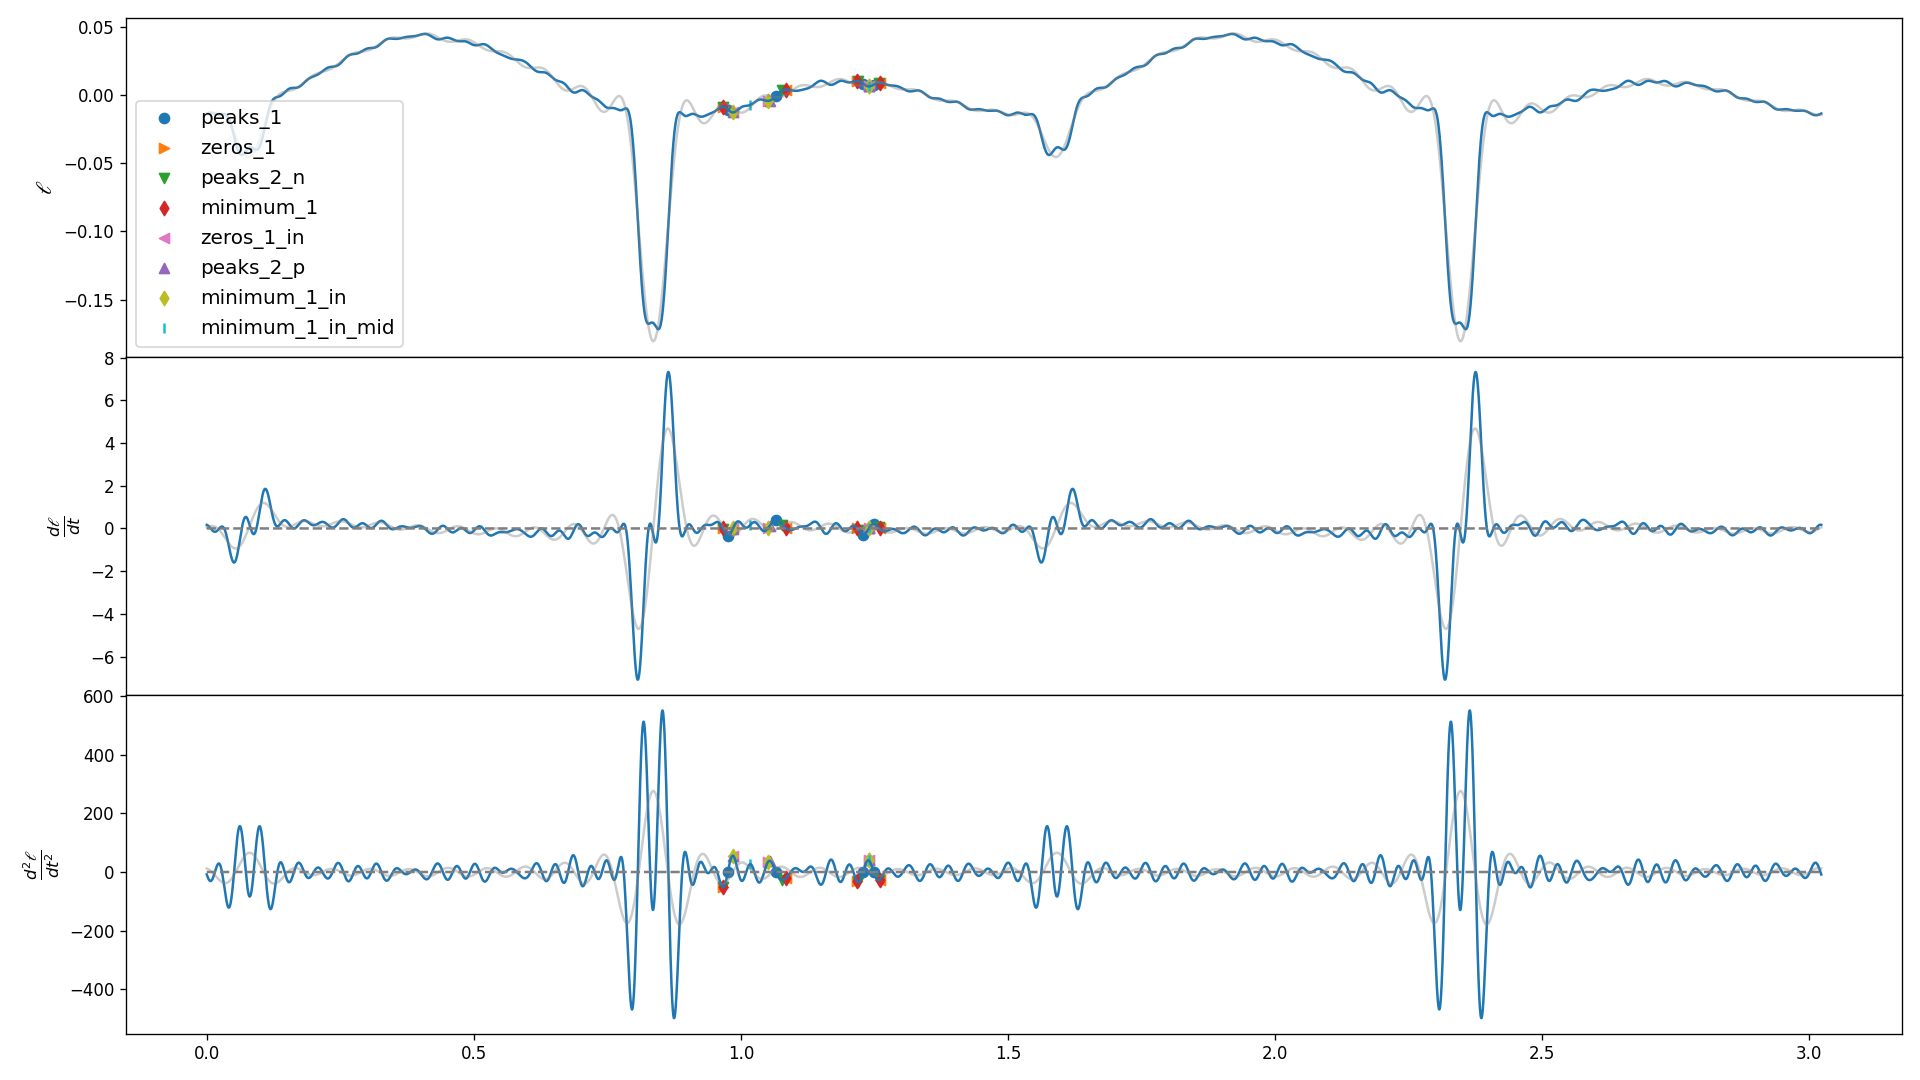 0.05
0.00
−0.05
−0.10
−0.15
ℓ
peaks_1
zeros_1
peaks_2_n
minimum_1
zeros_1_in
peaks_2_p
minimum_1_in
minimum_1_in_mid
8
6
4
2
0
−2
−4
−6
dℓ/dt
600
400
200
0
−200
−400
d²ℓ/dt²
0.0 0.5 1.0 1.5 2.0 2.5 3.0